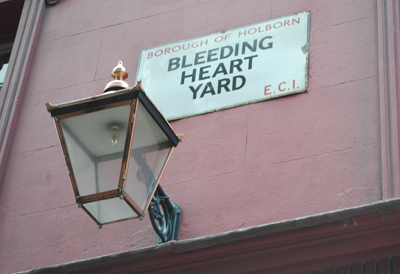 BOROUGH OF HOLBORN
BLEEDING
HEART
YARD
E.C.1.